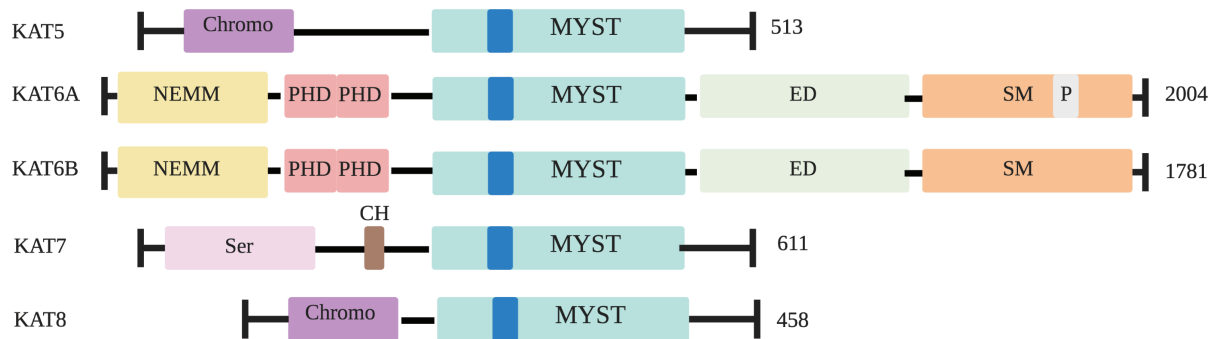 KAT5 Chromo MYST 513
KAT6A NEMM PHD PHD MYST ED SM P 2004
KAT6B NEMM PHD PHD MYST ED SM 1781
CH
KAT7 Ser MYST 611
KAT8 Chromo MYST 458